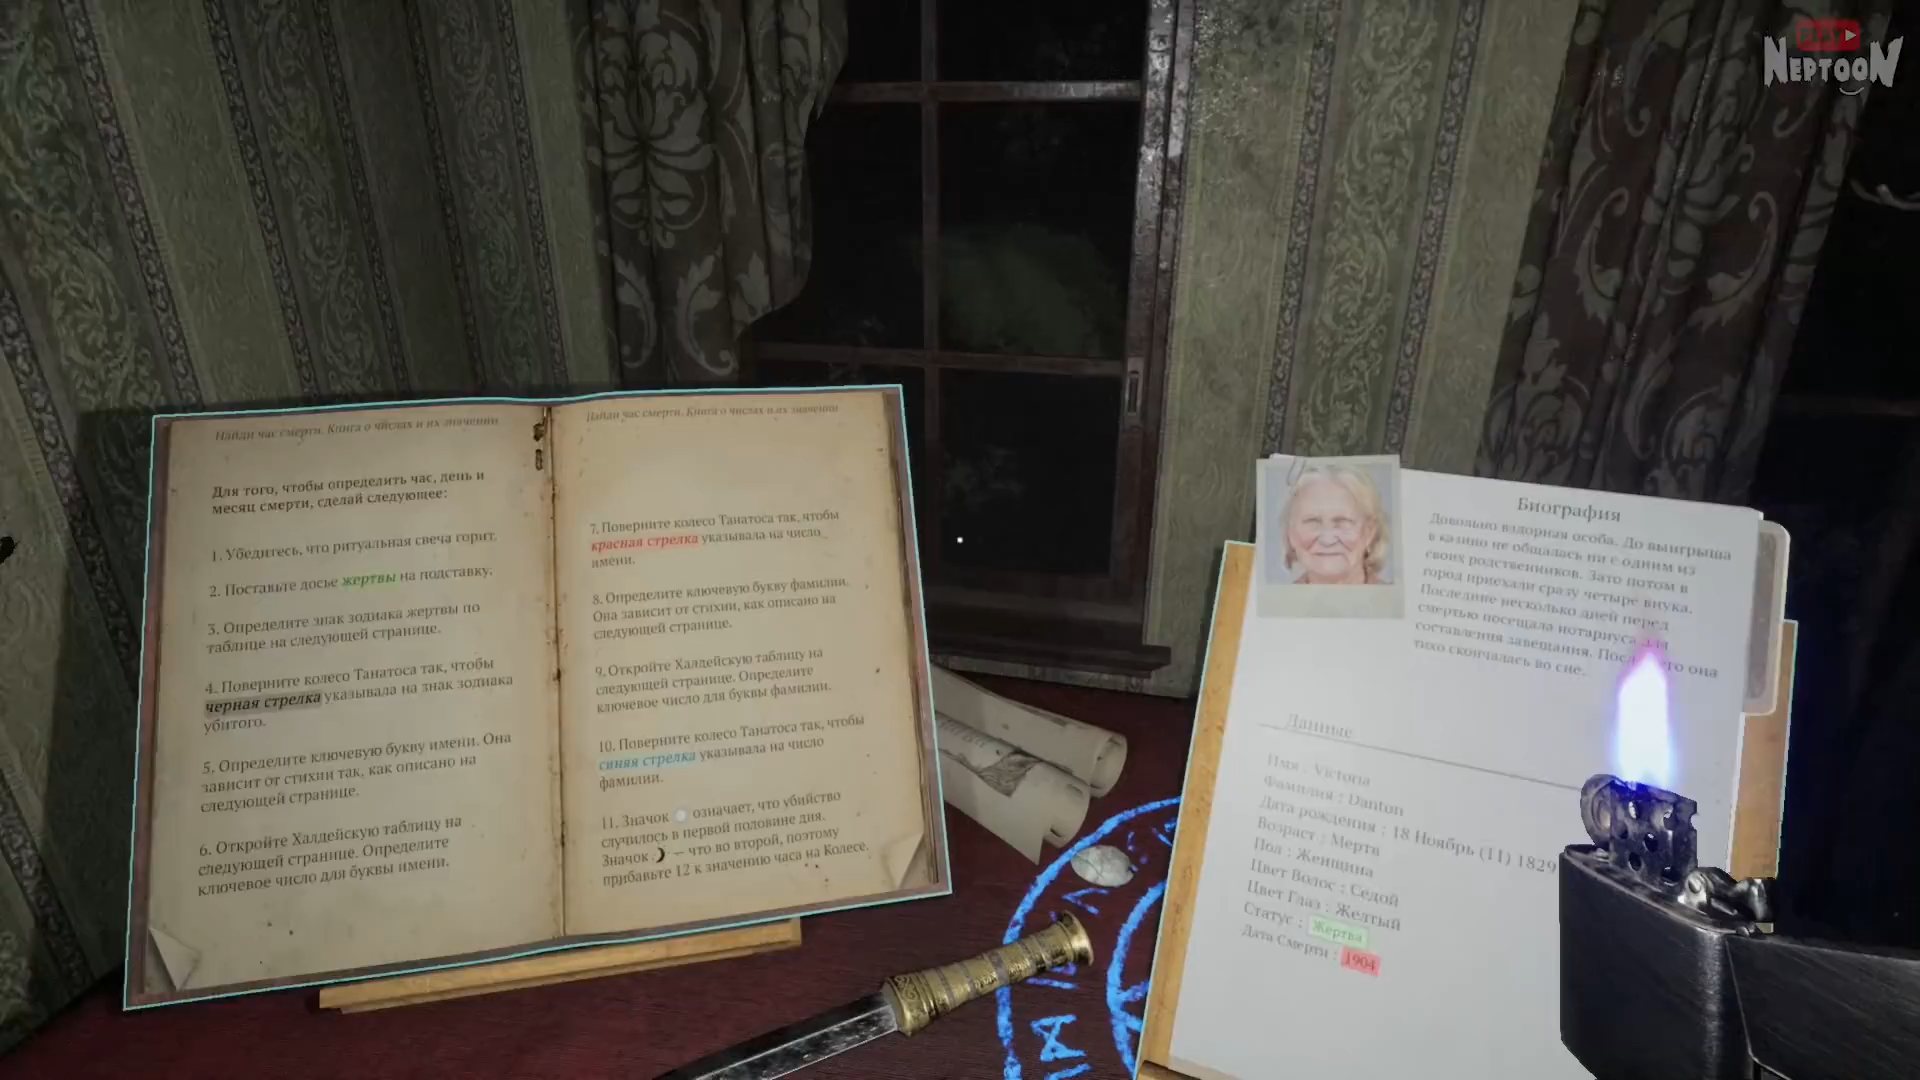 NEPTOON
Найди час смерти. Книга о числах и их значении
Для того, чтобы определить час, день и
месяц смерти, сделай следующее:
1. Убедитесь, что ритуальная свеча горит.
2. Поставьте досье жертвы на подставку.
3. Определите знак зодиака жертвы по
таблице на следующей странице.
4. Поверните колесо Танатоса так, чтобы
черная стрелка указывала на знак зодиака
убитого.
5. Определите ключевую букву имени. Она
зависит от стихии так, как описано на
следующей странице.
6. Откройте Халдейскую таблицу на
следующей странице. Определите
ключевое число для буквы имени.
Найди час смерти. Книга о числах и их значении
7. Поверните колесо Танатоса так, чтобы
красная стрелка указывала на число
имени.
8. Определите ключевую букву фамилии.
Она зависит от стихии, как описано на
следующей странице.
9. Откройте Халдейскую таблицу на
следующей странице. Определите
ключевое число для буквы фамилии.
10. Поверните колесо Танатоса так, чтобы
синяя стрелка указывала на число
фамилии.
11. Значок означает, что убийство
случилось в первой половине дня.
Значок – что во второй, поэтому
прибавьте 12 к значению часа на Колесе.
Биография
Довольно вздорная особа. До выигрыша
в казино не общалась ни с одним из
своих родственников. Зато потом в
город приехали сразу четыре внука.
Последние несколько дней перед
смертью посещала нотариуса для
составления завещания. После его она
тихо скончалась во сне.
Данные
Имя : Victoria
Фамилия : Danton
Дата рождения : 18 Ноябрь (11) 1829
Возраст : Мертв
Пол : Женщина
Цвет Волос : Седой
Цвет Глаз : Желтый
Статус : Жертва
Дата Смерти : 1904